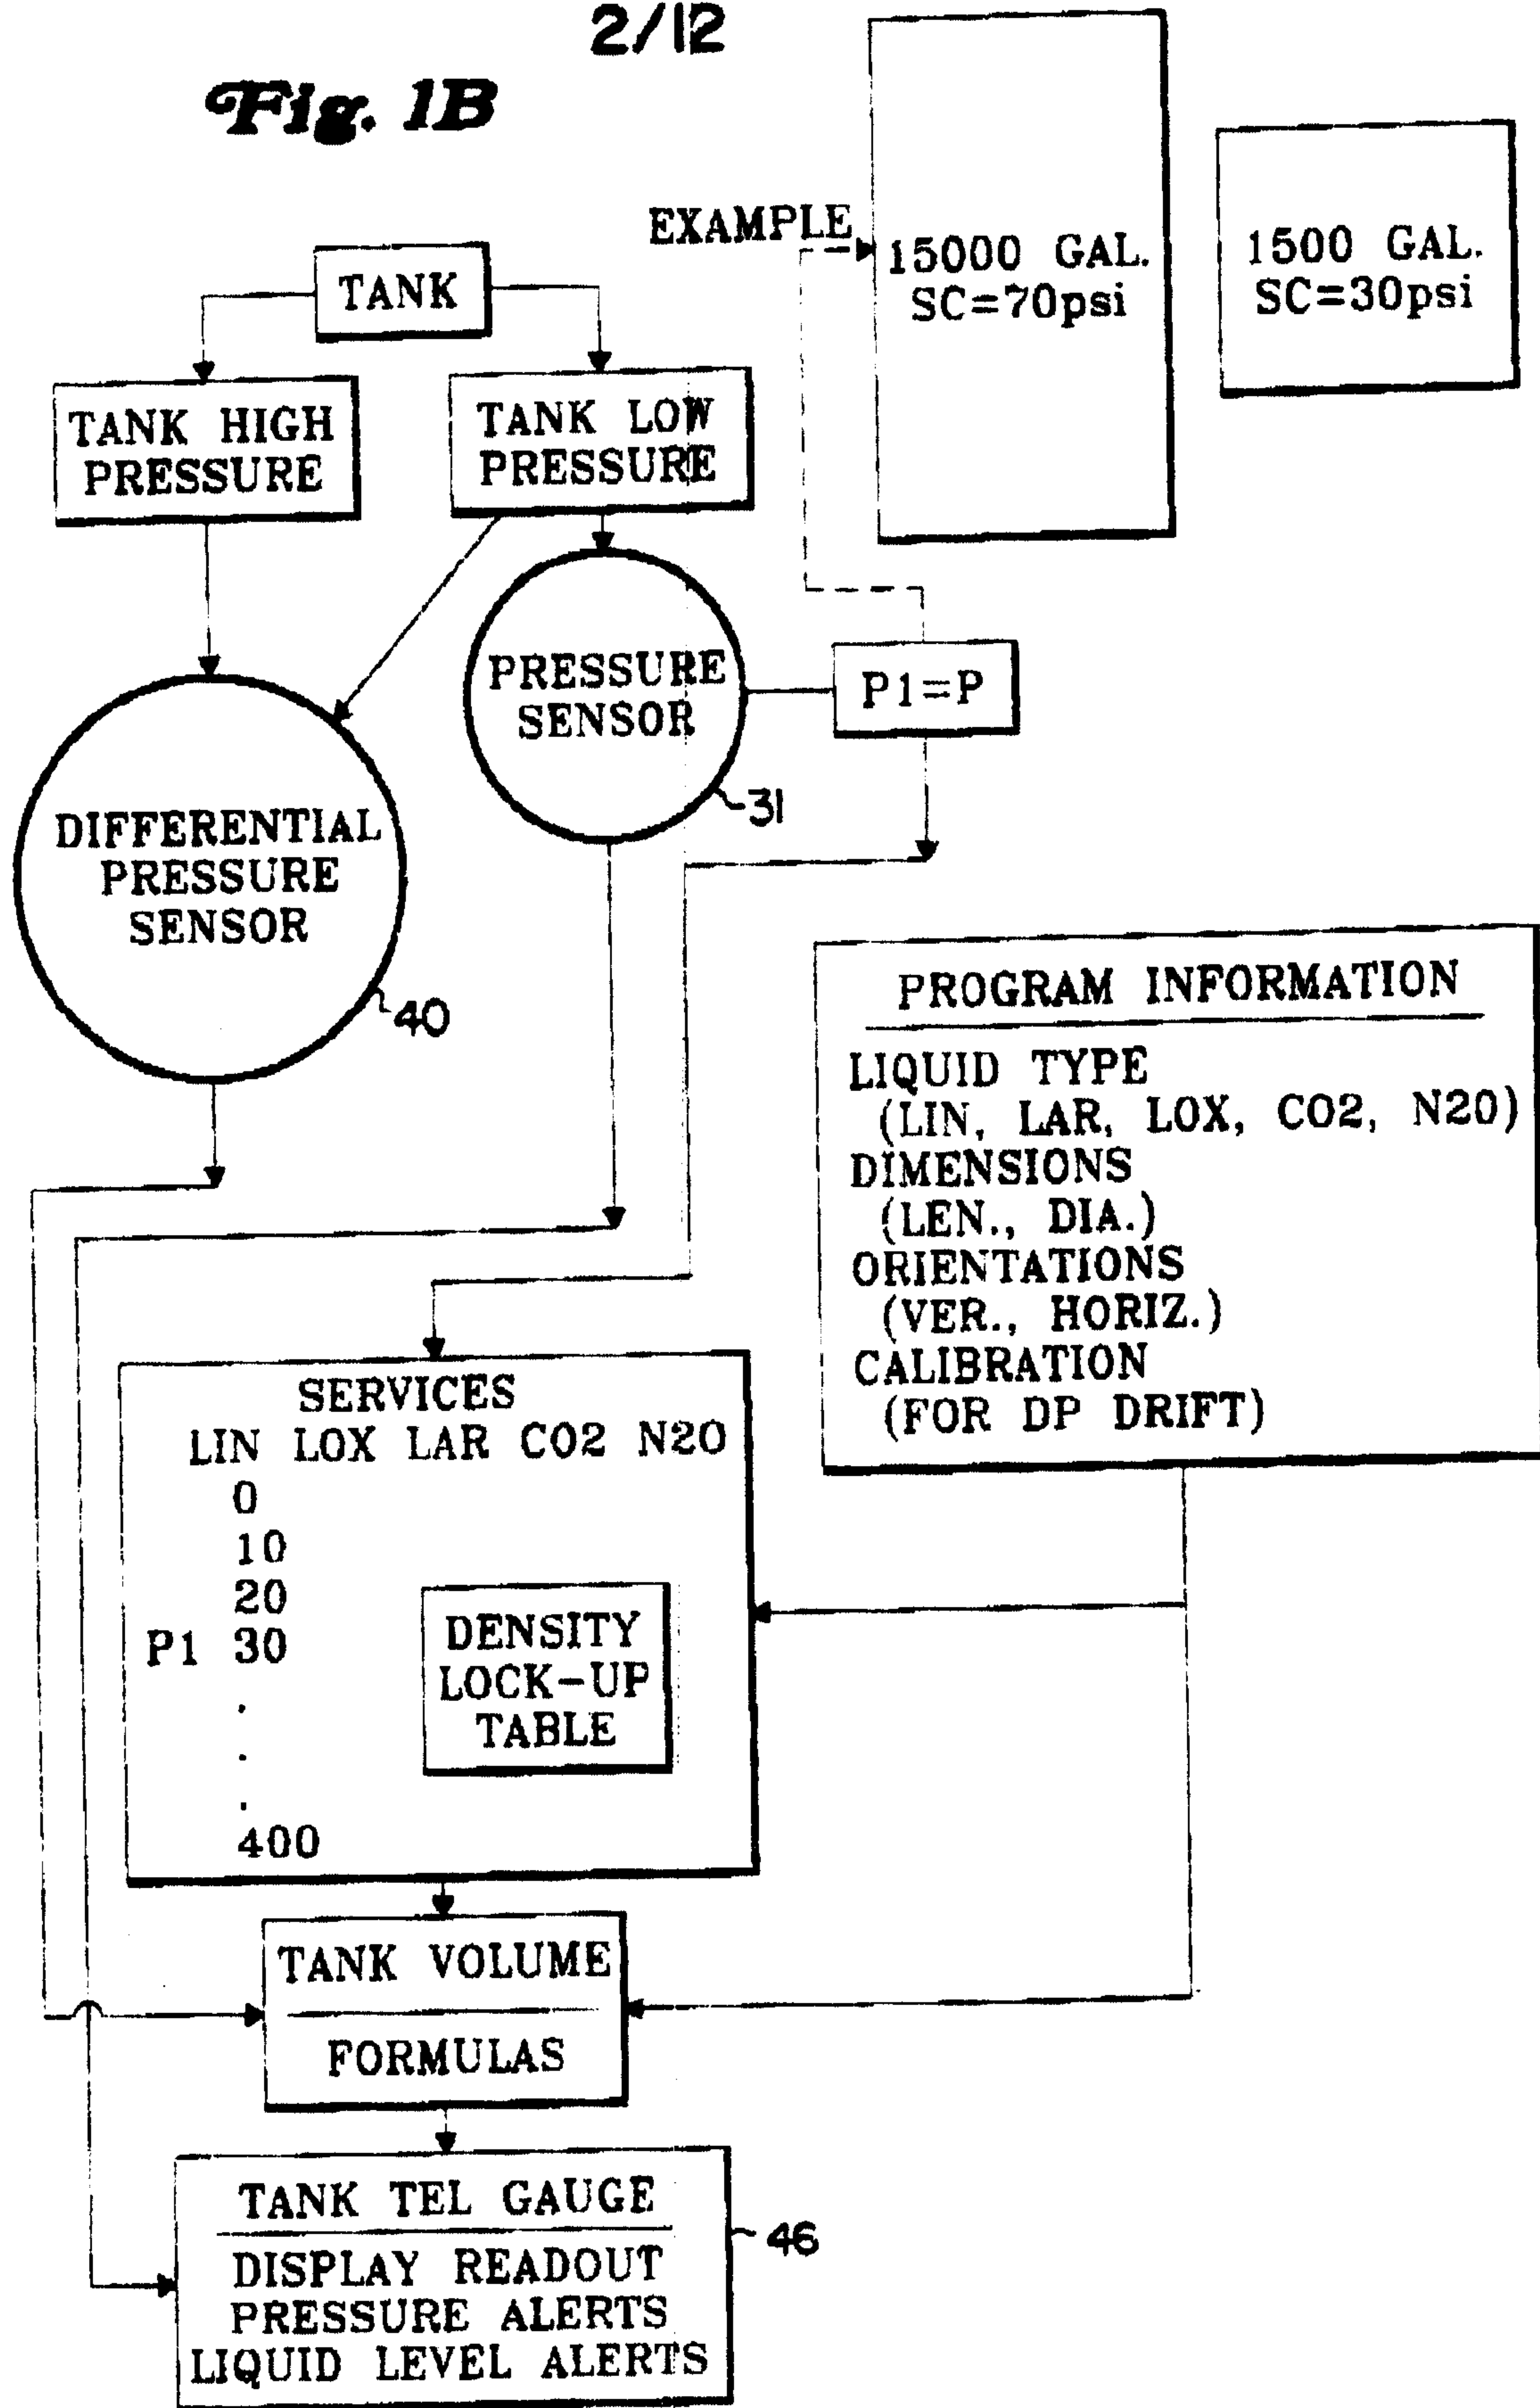 2/12
Fig. 1B
EXAMPLE
15000 GAL.
SC=70psi
1500 GAL.
SC=30psi
TANK
TANK HIGH
PRESSURE
TANK LOW
PRESSURE
PRESSURE
SENSOR
P1=P
31
DIFFERENTIAL
PRESSURE
SENSOR
40
PROGRAM INFORMATION
LIQUID TYPE
(LIN, LAR, LOX, CO2, N20)
DIMENSIONS
(LEN., DIA.)
ORIENTATIONS
(VER., HORIZ.)
CALIBRATION
(FOR DP DRIFT)
SERVICES
LIN LOX LAR CO2 N2O
0
10
20
P1 30
.
.
.
400
DENSITY
LOCK-UP
TABLE
TANK VOLUME
FORMULAS
TANK TEL GAUGE
46
DISPLAY READOUT
PRESSURE ALERTS
LIQUID LEVEL ALERTS